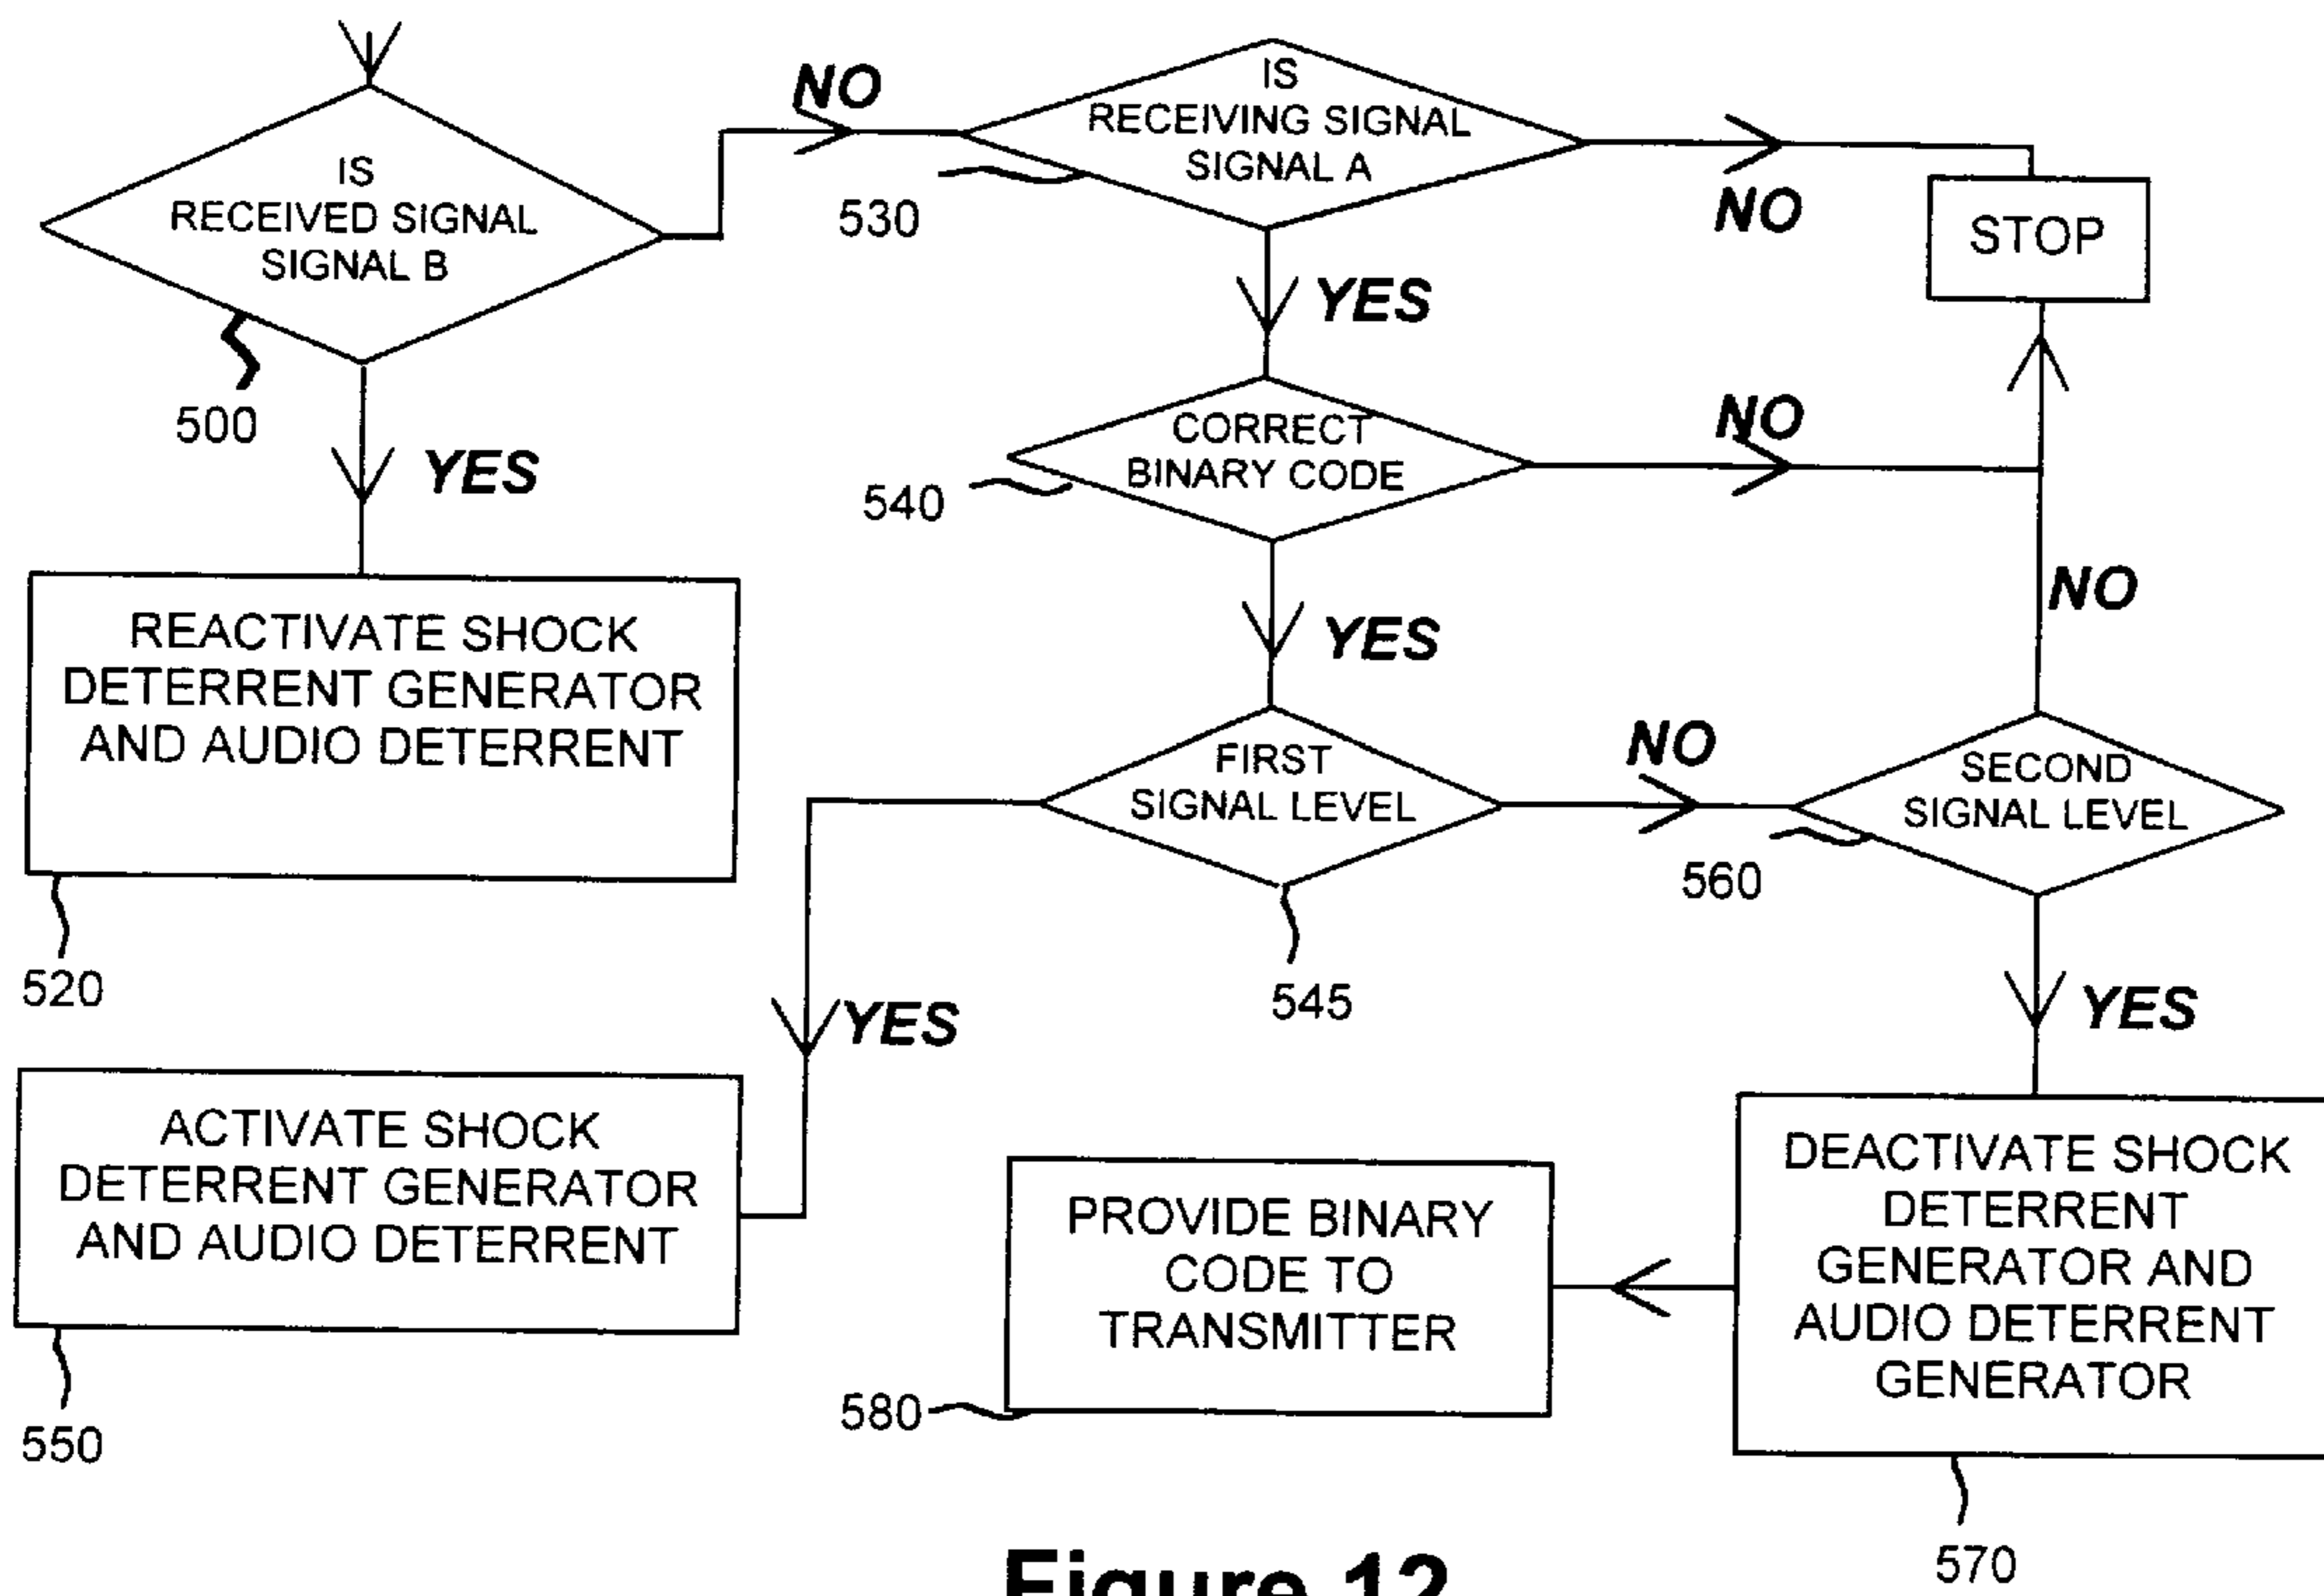 IS
RECEIVED SIGNAL
SIGNAL B
500
YES
NO
IS
RECEIVING SIGNAL
SIGNAL A
530
NO
STOP
YES
CORRECT
BINARY CODE
540
NO
YES
FIRST
SIGNAL LEVEL
545
NO
SECOND
SIGNAL LEVEL
560
NO
YES
YES
REACTIVATE SHOCK
DETERRENT GENERATOR
AND AUDIO DETERRENT
520
ACTIVATE SHOCK
DETERRENT GENERATOR
AND AUDIO DETERRENT
550
PROVIDE BINARY
CODE TO
TRANSMITTER
580
DEACTIVATE SHOCK
DETERRENT
GENERATOR AND
AUDIO DETERRENT
GENERATOR
570
Figure 12